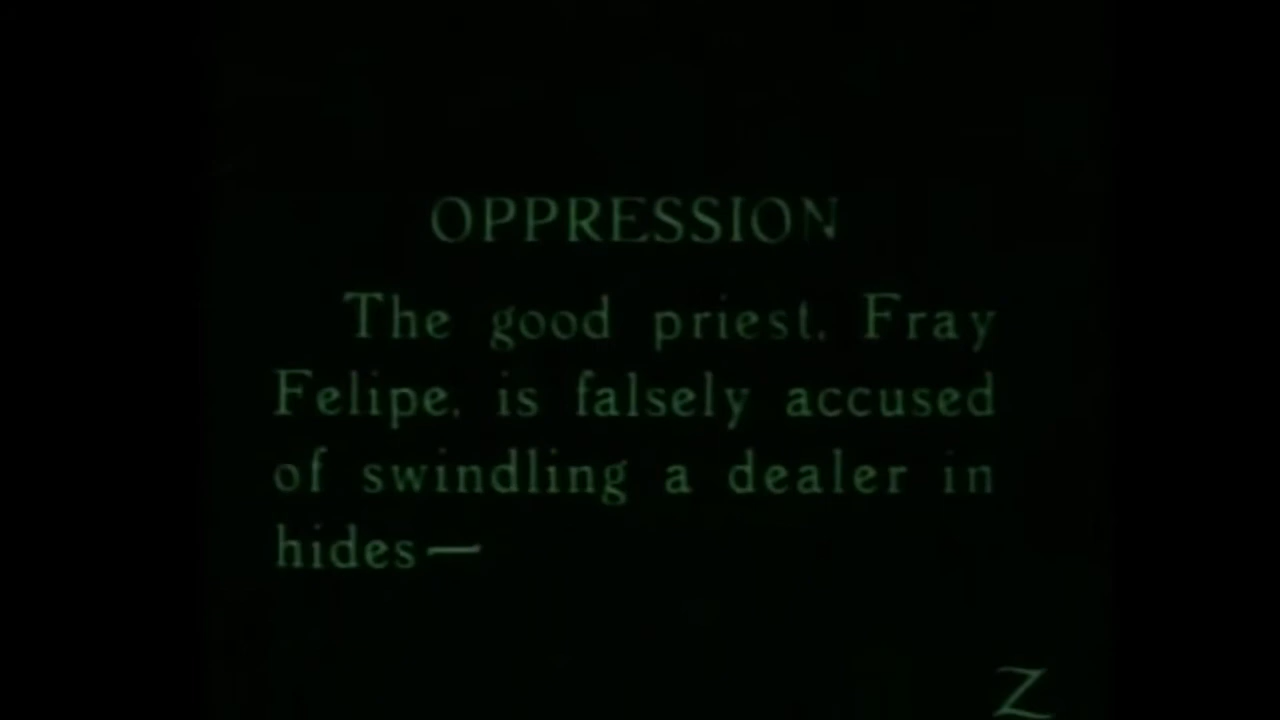 OPPRESSION
The good priest, Fray
Felipe, is falsely accused
of swindling a dealer in
hides—
Z